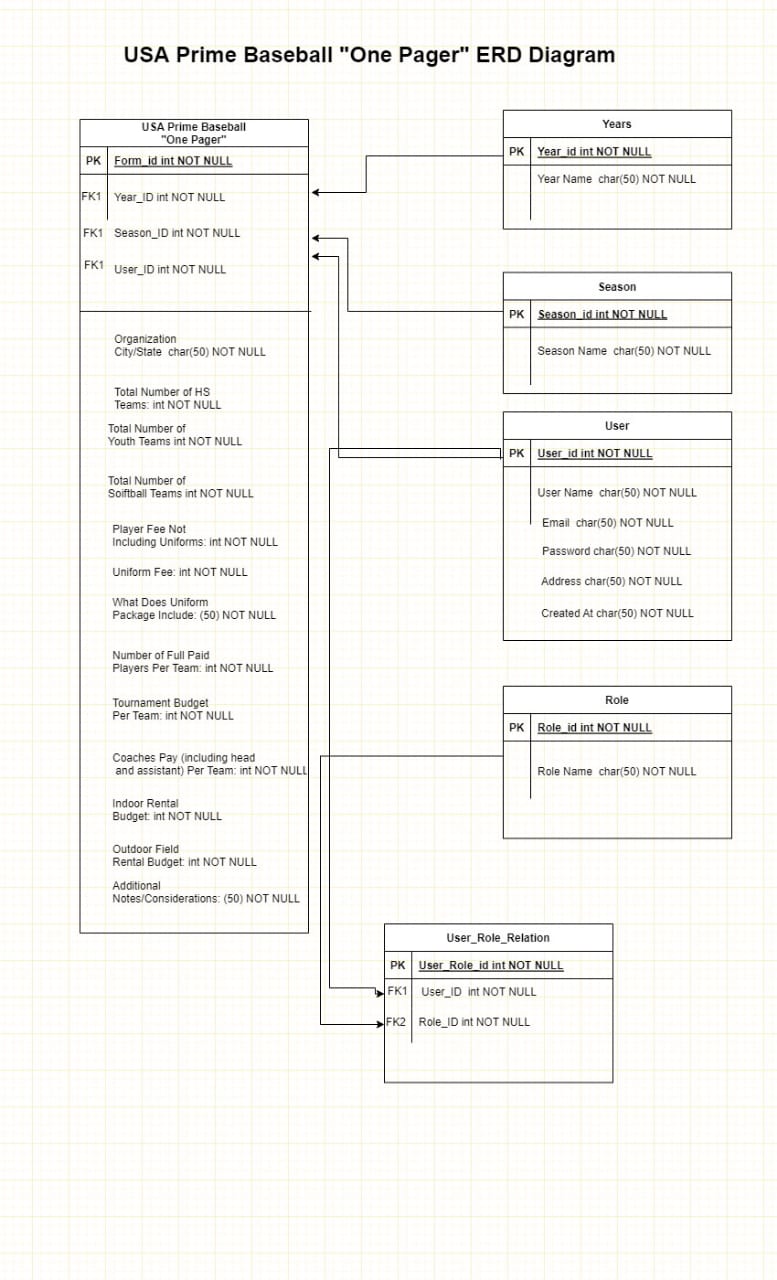 USA Prime Baseball "One Pager" ERD Diagram
USA Prime Baseball
"One Pager"
PK Form_id int NOT NULL
FK1 Year_ID int NOT NULL
FK1 Season_ID int NOT NULL
FK1 User_ID int NOT NULL
Organization
City/State char(50) NOT NULL
Total Number of HS
Teams: int NOT NULL
Total Number of
Youth Teams int NOT NULL
Total Number of
Soiftball Teams int NOT NULL
Player Fee Not
Including Uniforms: int NOT NULL
Uniform Fee: int NOT NULL
What Does Uniform
Package Include: (50) NOT NULL
Number of Full Paid
Players Per Team: int NOT NULL
Tournament Budget
Per Team: int NOT NULL
Coaches Pay (including head
and assistant) Per Team: int NOT NULL
Indoor Rental
Budget: int NOT NULL
Outdoor Field
Rental Budget: int NOT NULL
Additional
Notes/Considerations: (50) NOT NULL
Years
PK Year_id int NOT NULL
Year Name char(50) NOT NULL
Season
PK Season_id int NOT NULL
Season Name char(50) NOT NULL
User
PK User_id int NOT NULL
User Name char(50) NOT NULL
Email char(50) NOT NULL
Password char(50) NOT NULL
Address char(50) NOT NULL
Created At char(50) NOT NULL
Role
PK Role_id int NOT NULL
Role Name char(50) NOT NULL
User_Role_Relation
PK User_Role_id int NOT NULL
FK1 User_ID int NOT NULL
FK2 Role_ID int NOT NULL